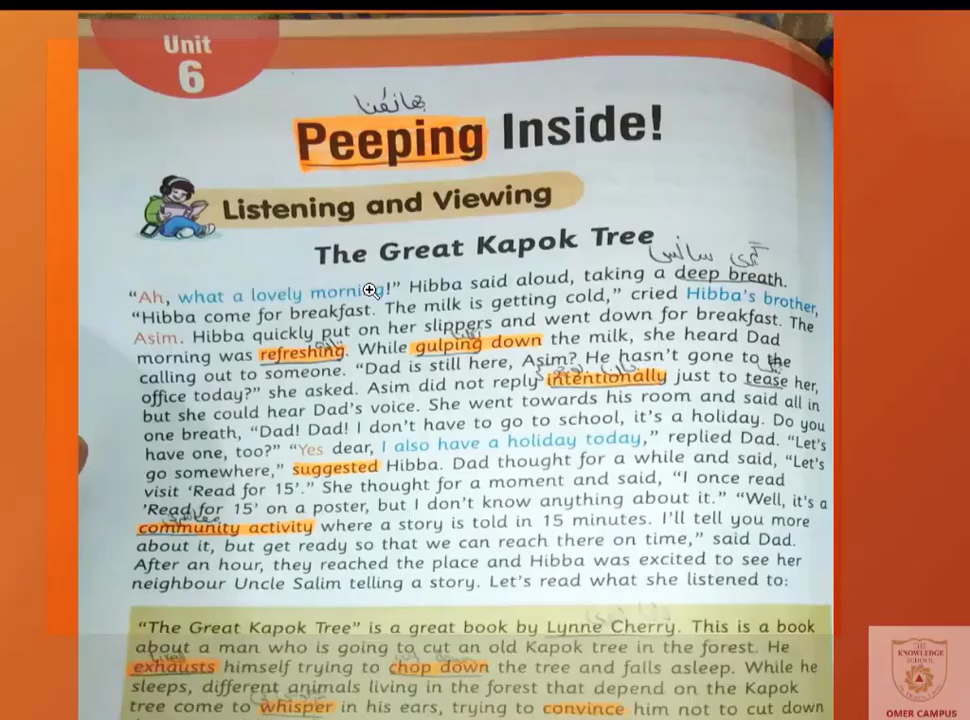 Unit
6
جھانکنا
Peeping Inside!
Listening and Viewing
The Great Kapok Tree
گہری سانس
“Ah, what a lovely morning!” Hibba said aloud, taking a deep breath.
“Hibba come for breakfast. The milk is getting cold,” cried Hibba's brother,
Asim. Hibba quickly put on her slippers and went down for breakfast. The
morning was refreshing. While gulping down the milk, she heard Dad
calling out to someone. “Dad is still here, Asim? He hasn't gone to the
office today?” she asked. Asim did not reply intentionally just to tease her,
but she could hear Dad's voice. She went towards his room and said all in
one breath, “Dad! Dad! I don't have to go to school, it's a holiday. Do you
have one, too?” “Yes dear, I also have a holiday today,” replied Dad. “Let's
go somewhere,” suggested Hibba. Dad thought for a while and said, “Let's
visit ‘Read for 15’.” She thought for a moment and said, “I once read
‘Read for 15’ on a poster, but I don't know anything about it.” “Well, it's a
community activity where a story is told in 15 minutes. I'll tell you more
about it, but get ready so that we can reach there on time,” said Dad.
After an hour, they reached the place and Hibba was excited to see her
neighbour Uncle Salim telling a story. Let's read what she listened to:
“The Great Kapok Tree” is a great book by Lynne Cherry. This is a book
about a man who is going to cut an old Kapok tree in the forest. He
exhausts himself trying to chop down the tree and falls asleep. While he
sleeps, different animals living in the forest that depend on the Kapok
tree come to whisper in his ears, trying to convince him not to cut down
THE KNOWLEDGE
SCHOOL
OMER CAMPUS